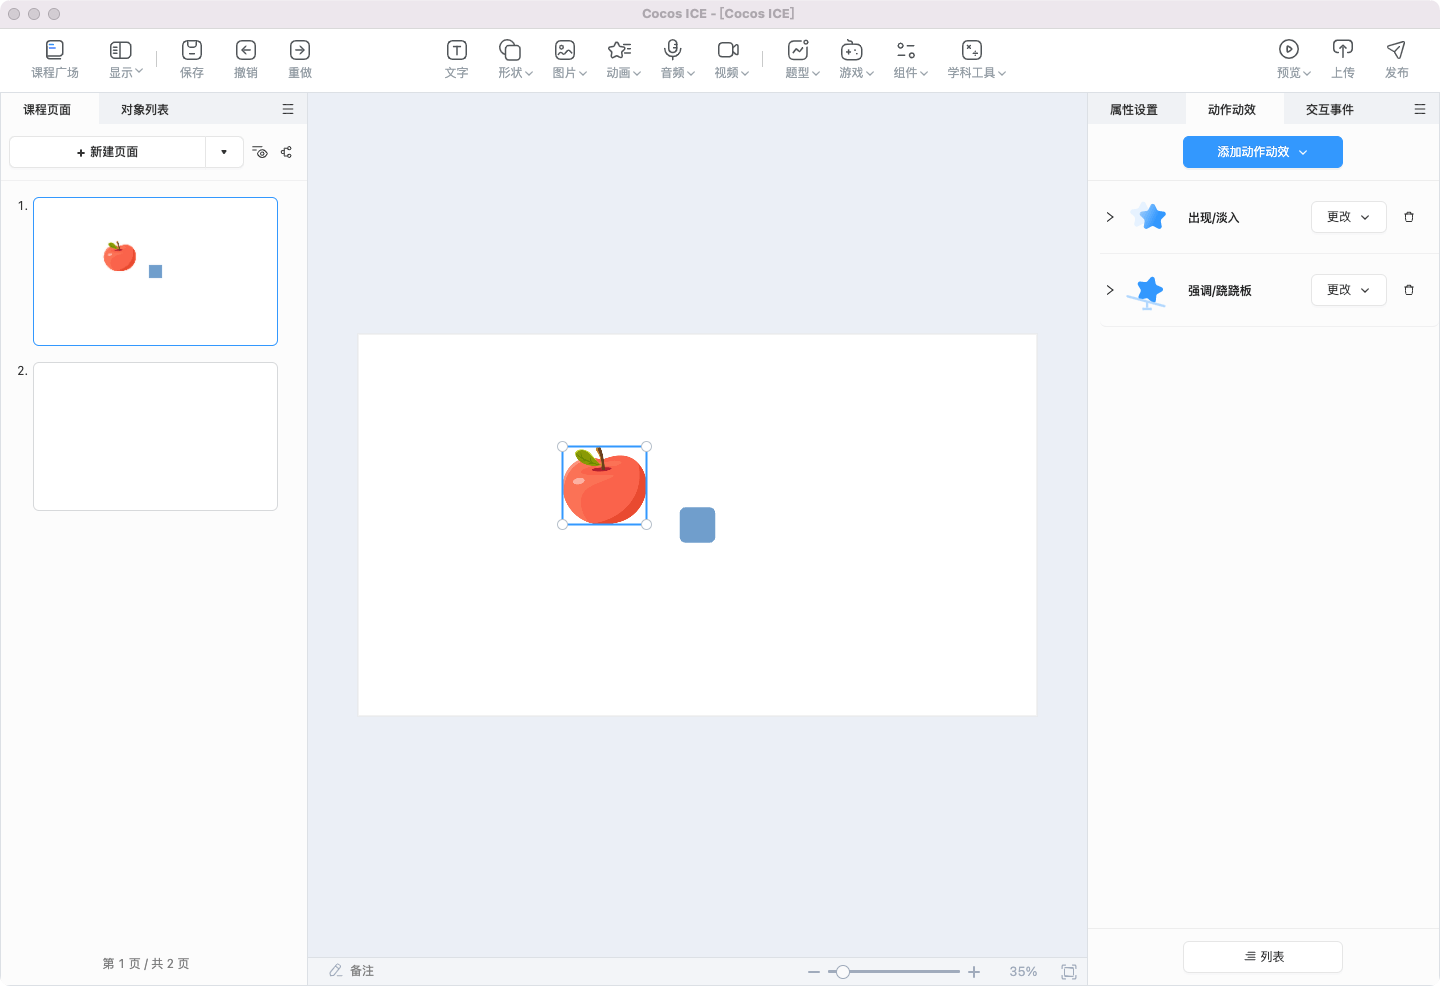 Cocos ICE - [Cocos ICE]
课程广场 显示 保存 撤销 重做 文字 形状 图片 动画 音频 视频 题型 游戏 组件 学科工具 预览 上传 发布
课程页面 对象列表 属性设置 动作动效 交互事件
+ 新建页面 添加动作动效
1.
出现/淡入 更改
强调/跷跷板 更改
2.
第 1 页 / 共 2 页 备注 35% 列表